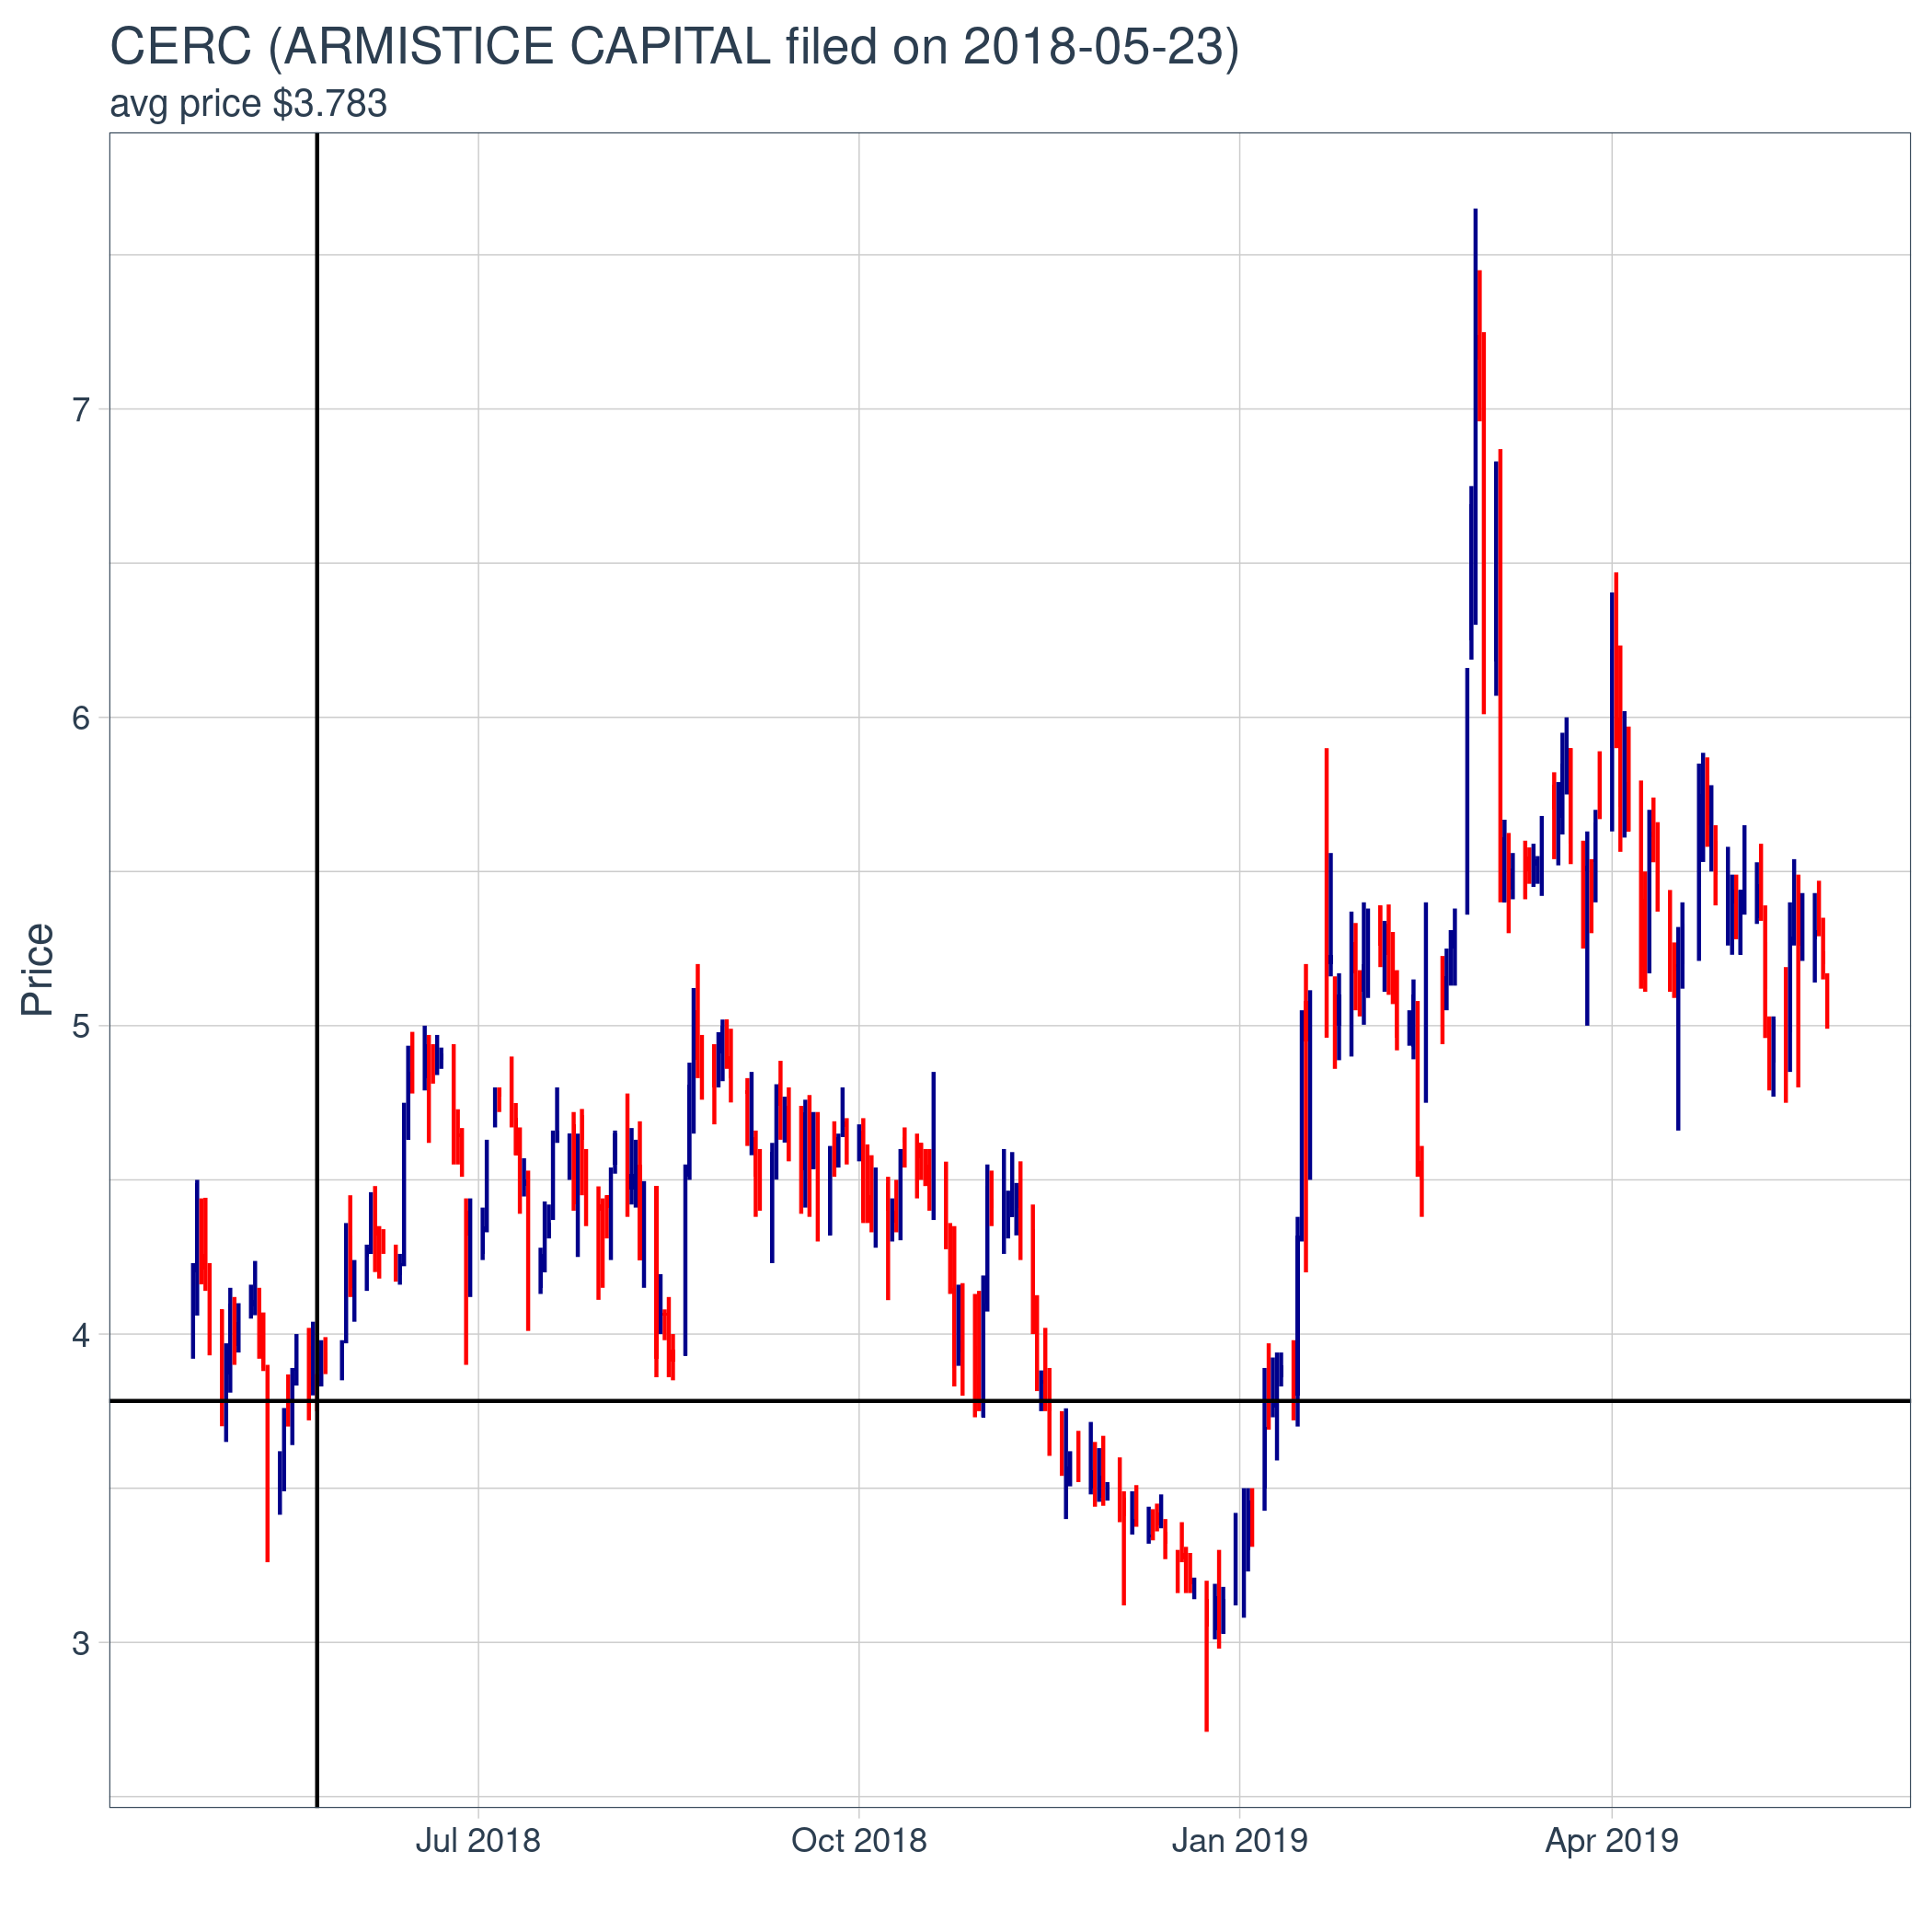 CERC (ARMISTICE CAPITAL filed on 2018-05-23)
avg price $3.783
Price
7
6
5
4
3
Jul 2018
Oct 2018
Jan 2019
Apr 2019